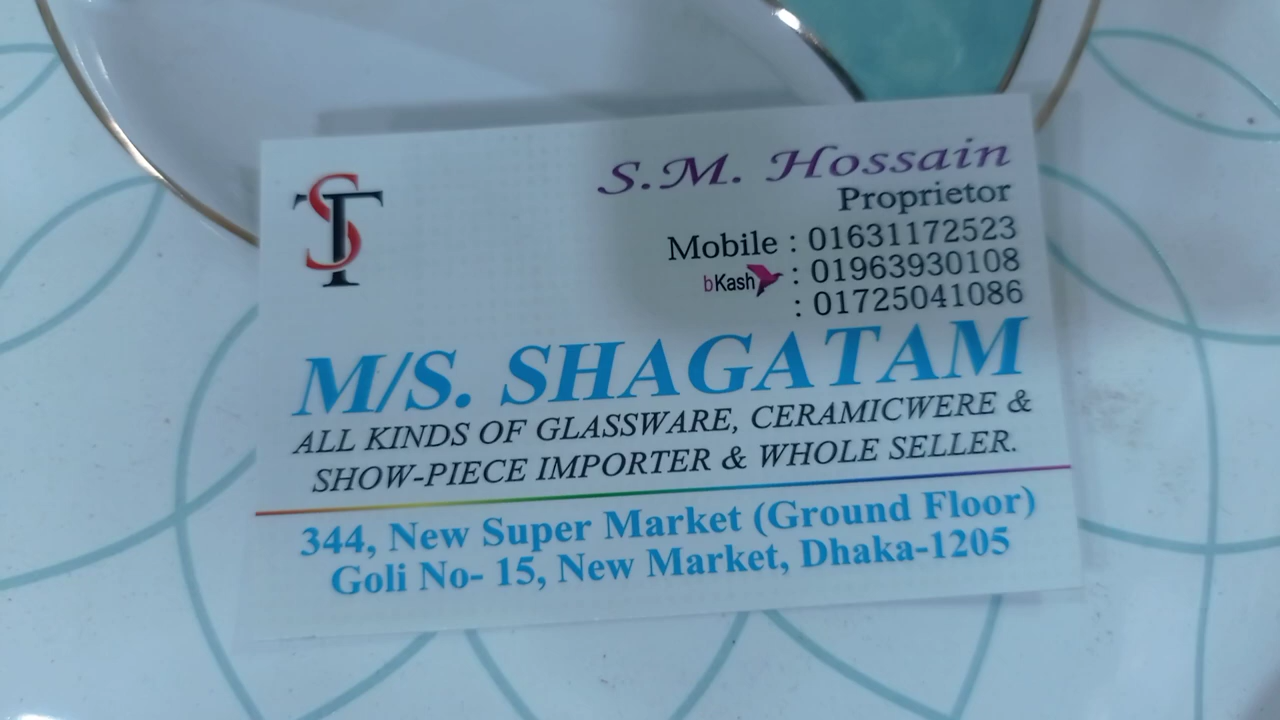 ST
S.M. Hossain
Proprietor
Mobile : 01631172523
bKash : 01963930108
: 01725041086
M/S. SHAGATAM
ALL KINDS OF GLASSWARE, CERAMICWERE &
SHOW-PIECE IMPORTER & WHOLE SELLER.
344, New Super Market (Ground Floor)
Goli No- 15, New Market, Dhaka-1205